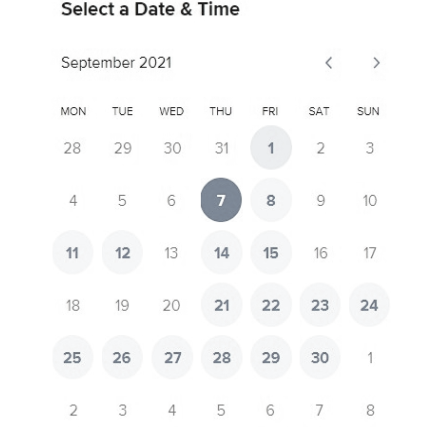 Select a Date & Time
September 2021
MON TUE WED THU FRI SAT SUN
28 29 30 31 1 2 3
4 5 6 7 8 9 10
11 12 13 14 15 16 17
18 19 20 21 22 23 24
25 26 27 28 29 30 1
2 3 4 5 6 7 8